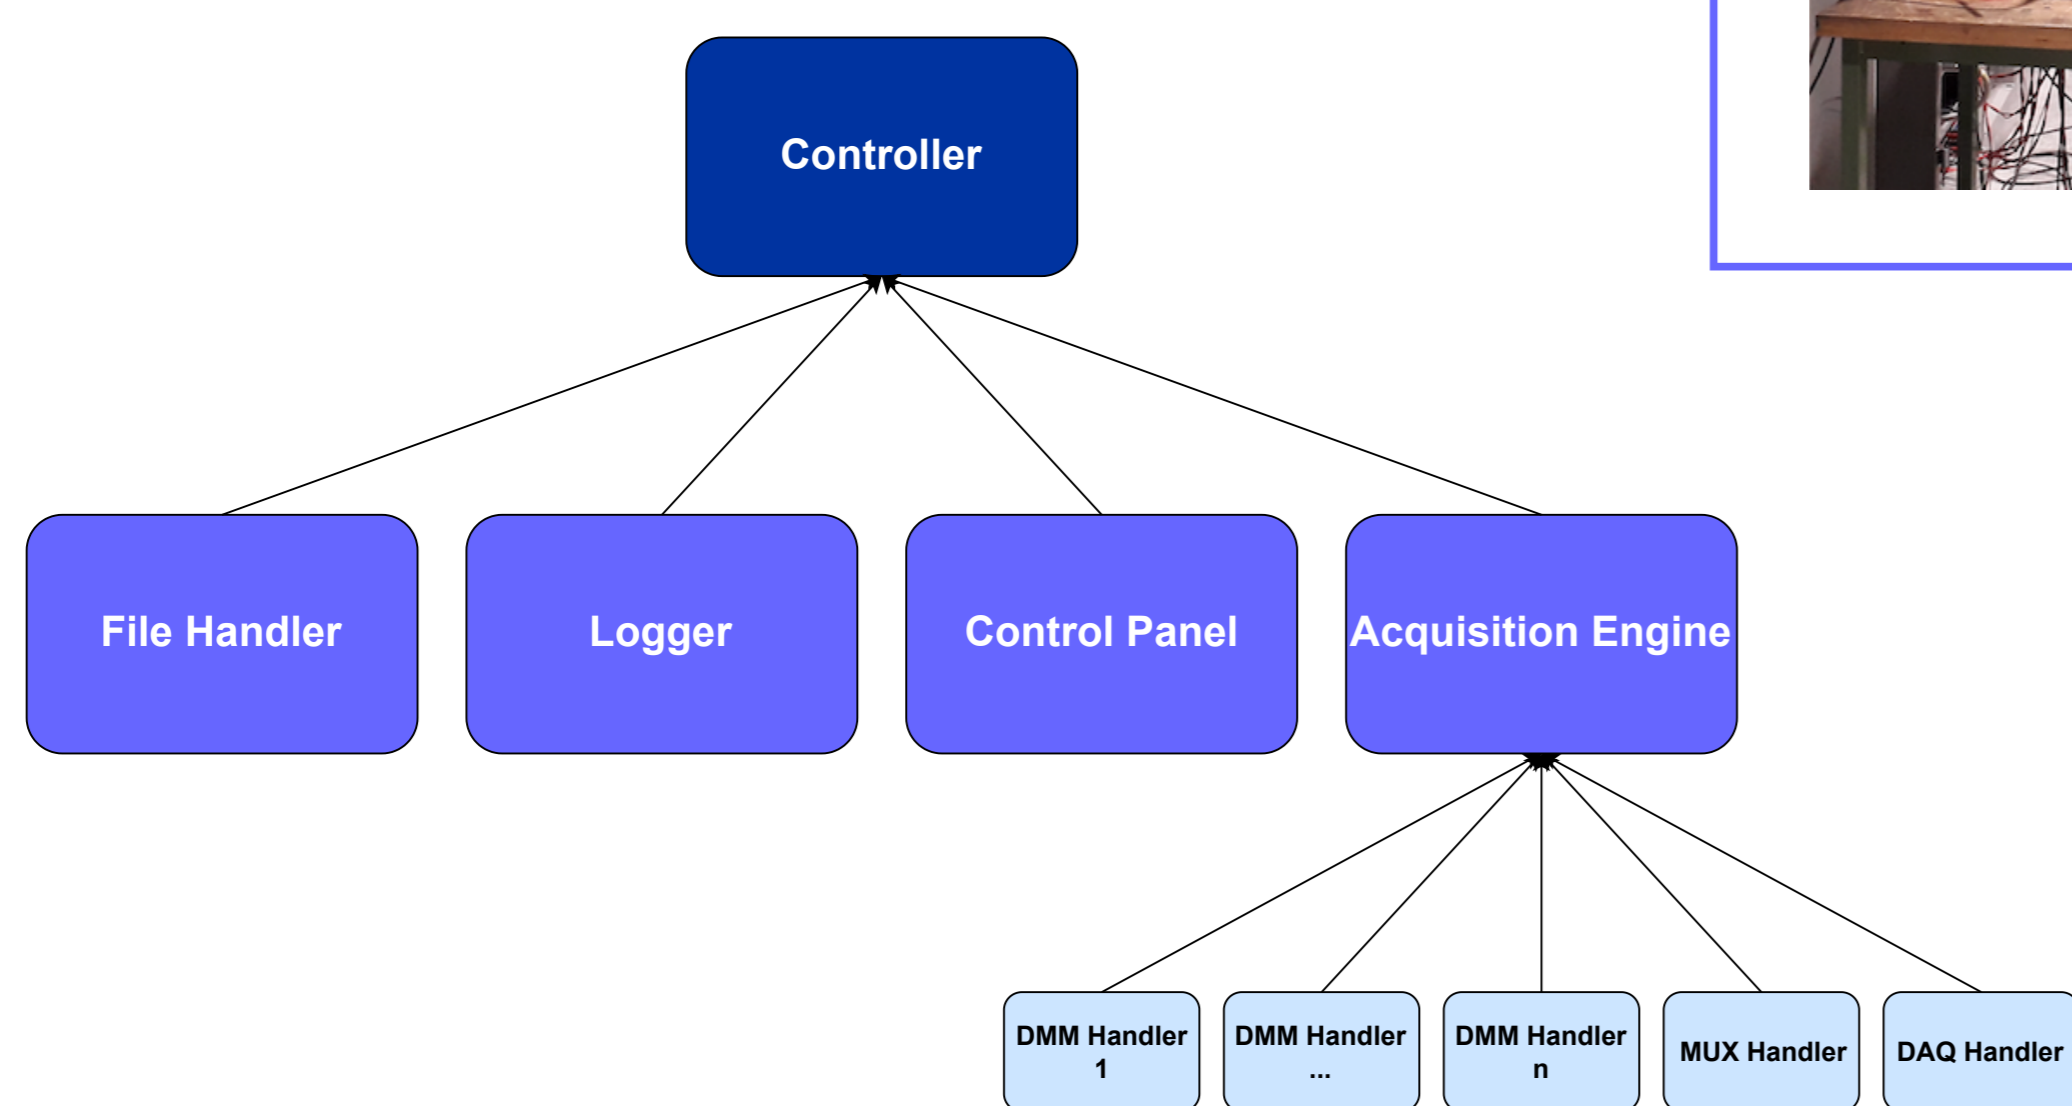 Controller
File Handler
Logger
Control Panel
Acquisition Engine
DMM Handler
1
DMM Handler
...
DMM Handler
n
MUX Handler
DAQ Handler